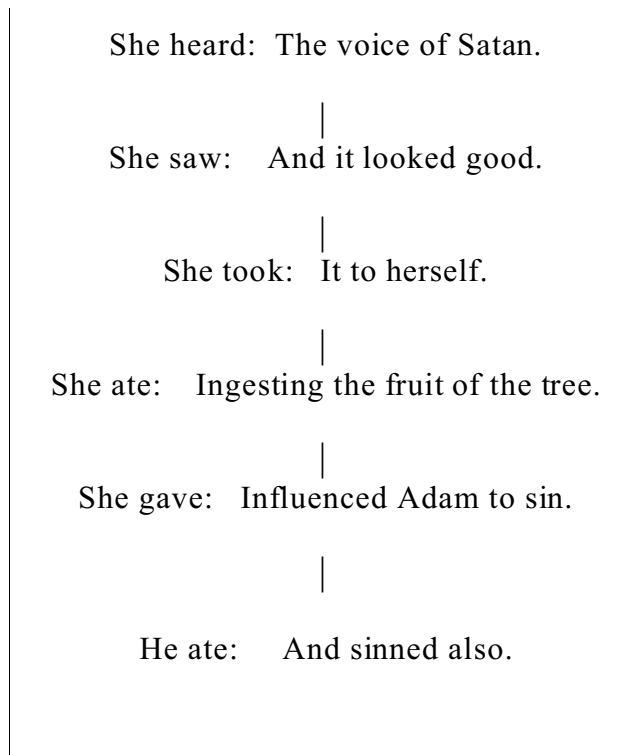 She heard: The voice of Satan.
She saw: And it looked good.
She took: It to herself.
She ate: Ingesting the fruit of the tree.
She gave: Influenced Adam to sin.
He ate: And sinned also.